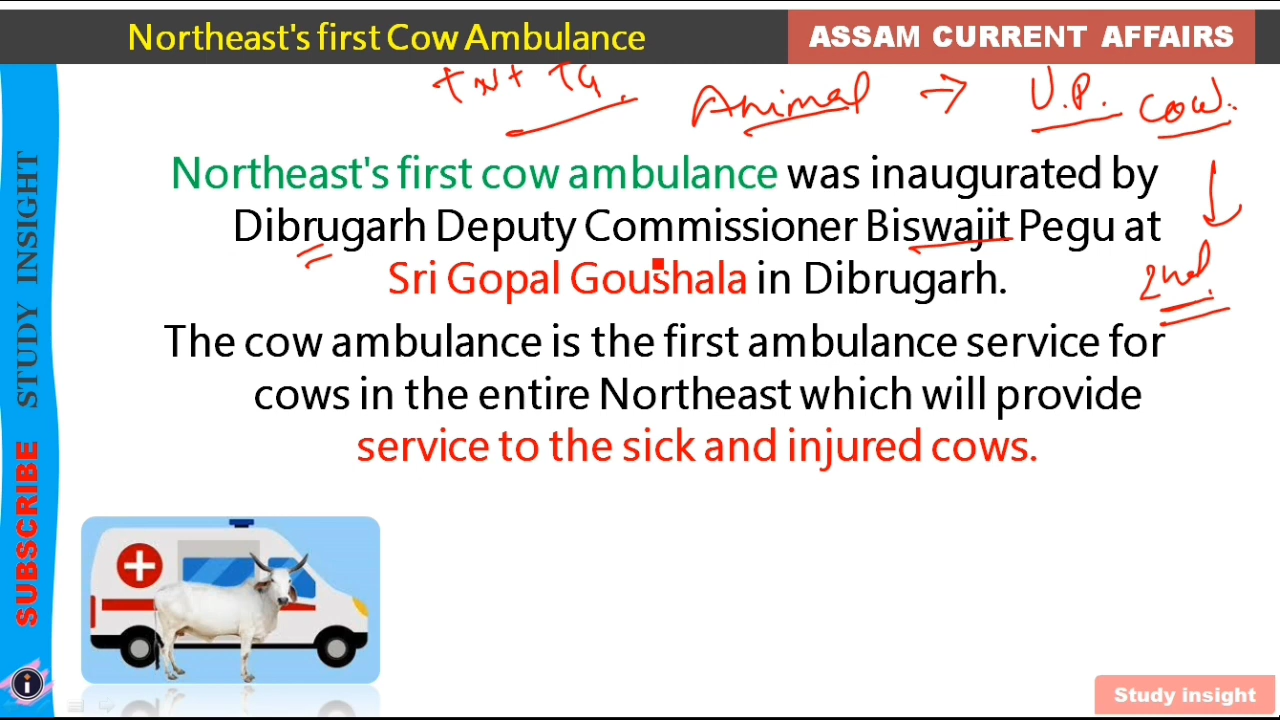 Northeast's first Cow Ambulance
ASSAM CURRENT AFFAIRS
TN + TG. Animal → U.P. cow.
Northeast's first cow ambulance was inaugurated by
Dibrugarh Deputy Commissioner Biswajit Pegu at
2nd.
Sri Gopal Goushala in Dibrugarh.
The cow ambulance is the first ambulance service for
cows in the entire Northeast which will provide
service to the sick and injured cows.
SUBSCRIBE STUDY INSIGHT
i
Study insight